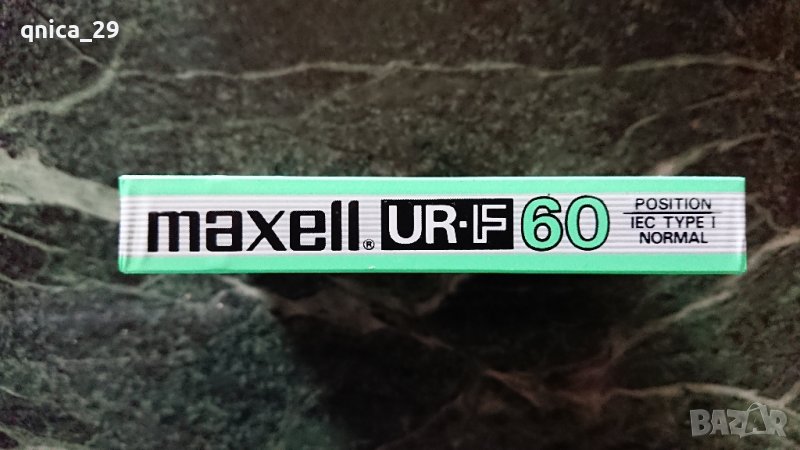 qnica_29
maxell® UR·F 60
POSITION
IEC TYPE I
NORMAL
BAZAR